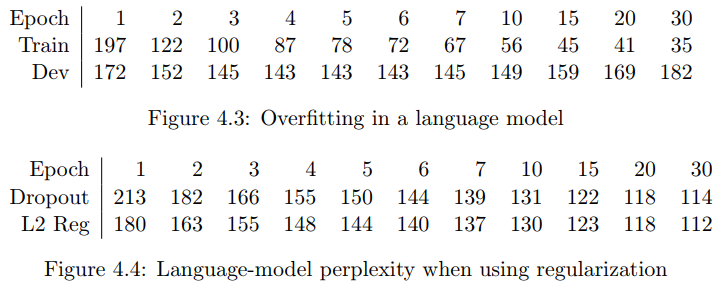 Epoch 1 2 3 4 5 6 7 10 15 20 30
Train 197 122 100 87 78 72 67 56 45 41 35
Dev 172 152 145 143 143 143 145 149 159 169 182
Figure 4.3: Overfitting in a language model
Epoch 1 2 3 4 5 6 7 10 15 20 30
Dropout 213 182 166 155 150 144 139 131 122 118 114
L2 Reg 180 163 155 148 144 140 137 130 123 118 112
Figure 4.4: Language-model perplexity when using regularization